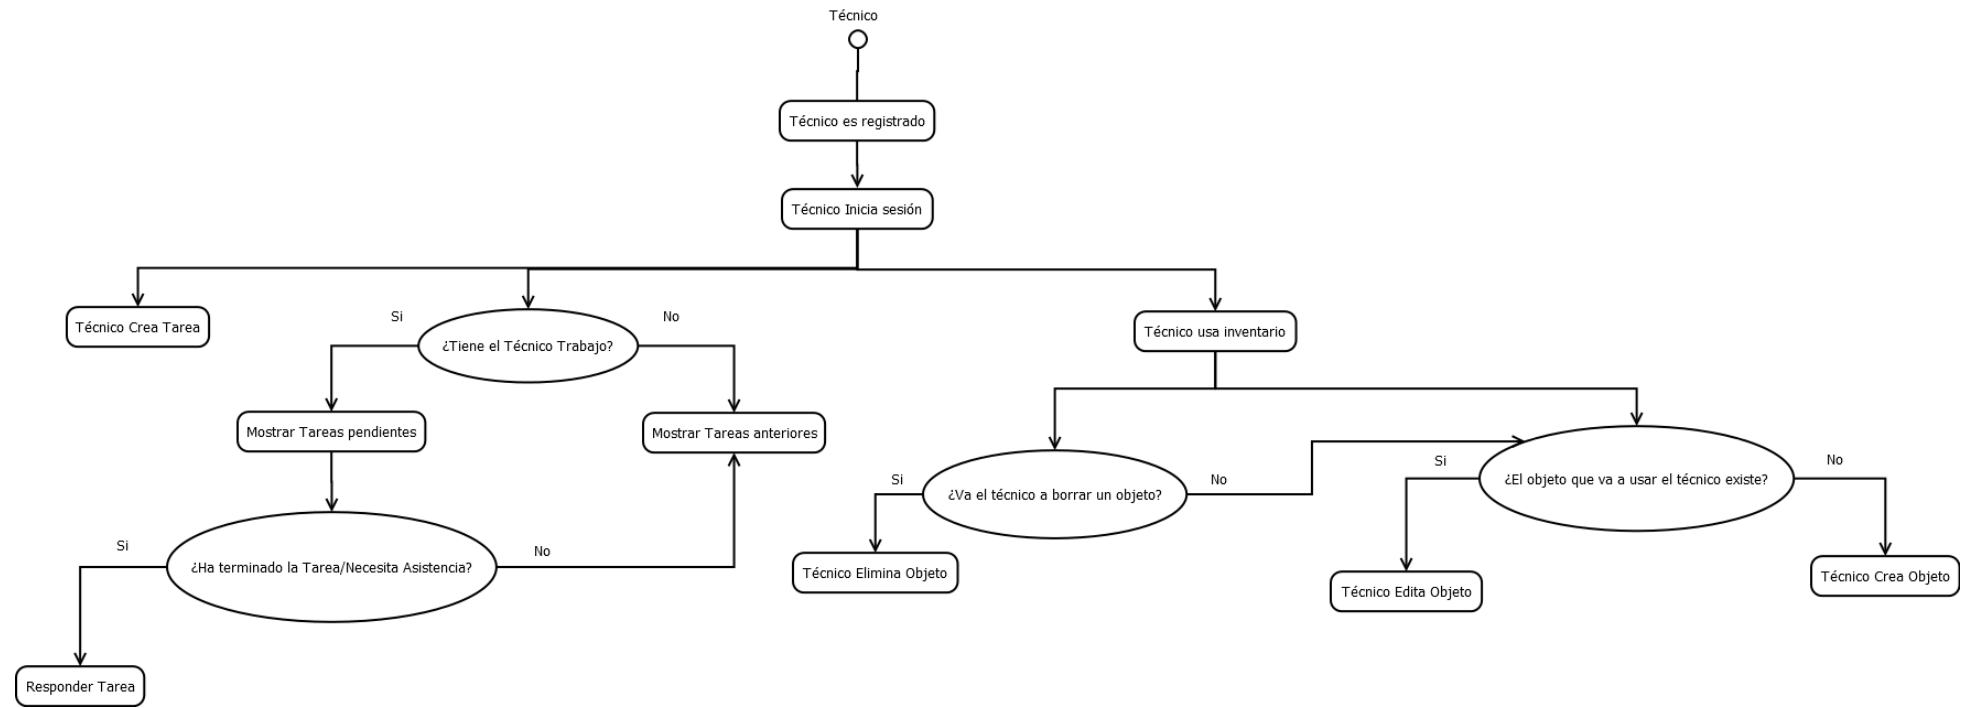 Técnico
Técnico es registrado
Técnico Inicia sesión
Técnico Crea Tarea
Si
¿Tiene el Técnico Trabajo?
No
Técnico usa inventario
Mostrar Tareas pendientes
Mostrar Tareas anteriores
Si
¿Ha terminado la Tarea/Necesita Asistencia?
No
Responder Tarea
Si
¿Va el técnico a borrar un objeto?
No
Técnico Elimina Objeto
Si
¿El objeto que va a usar el técnico existe?
No
Técnico Edita Objeto
Técnico Crea Objeto